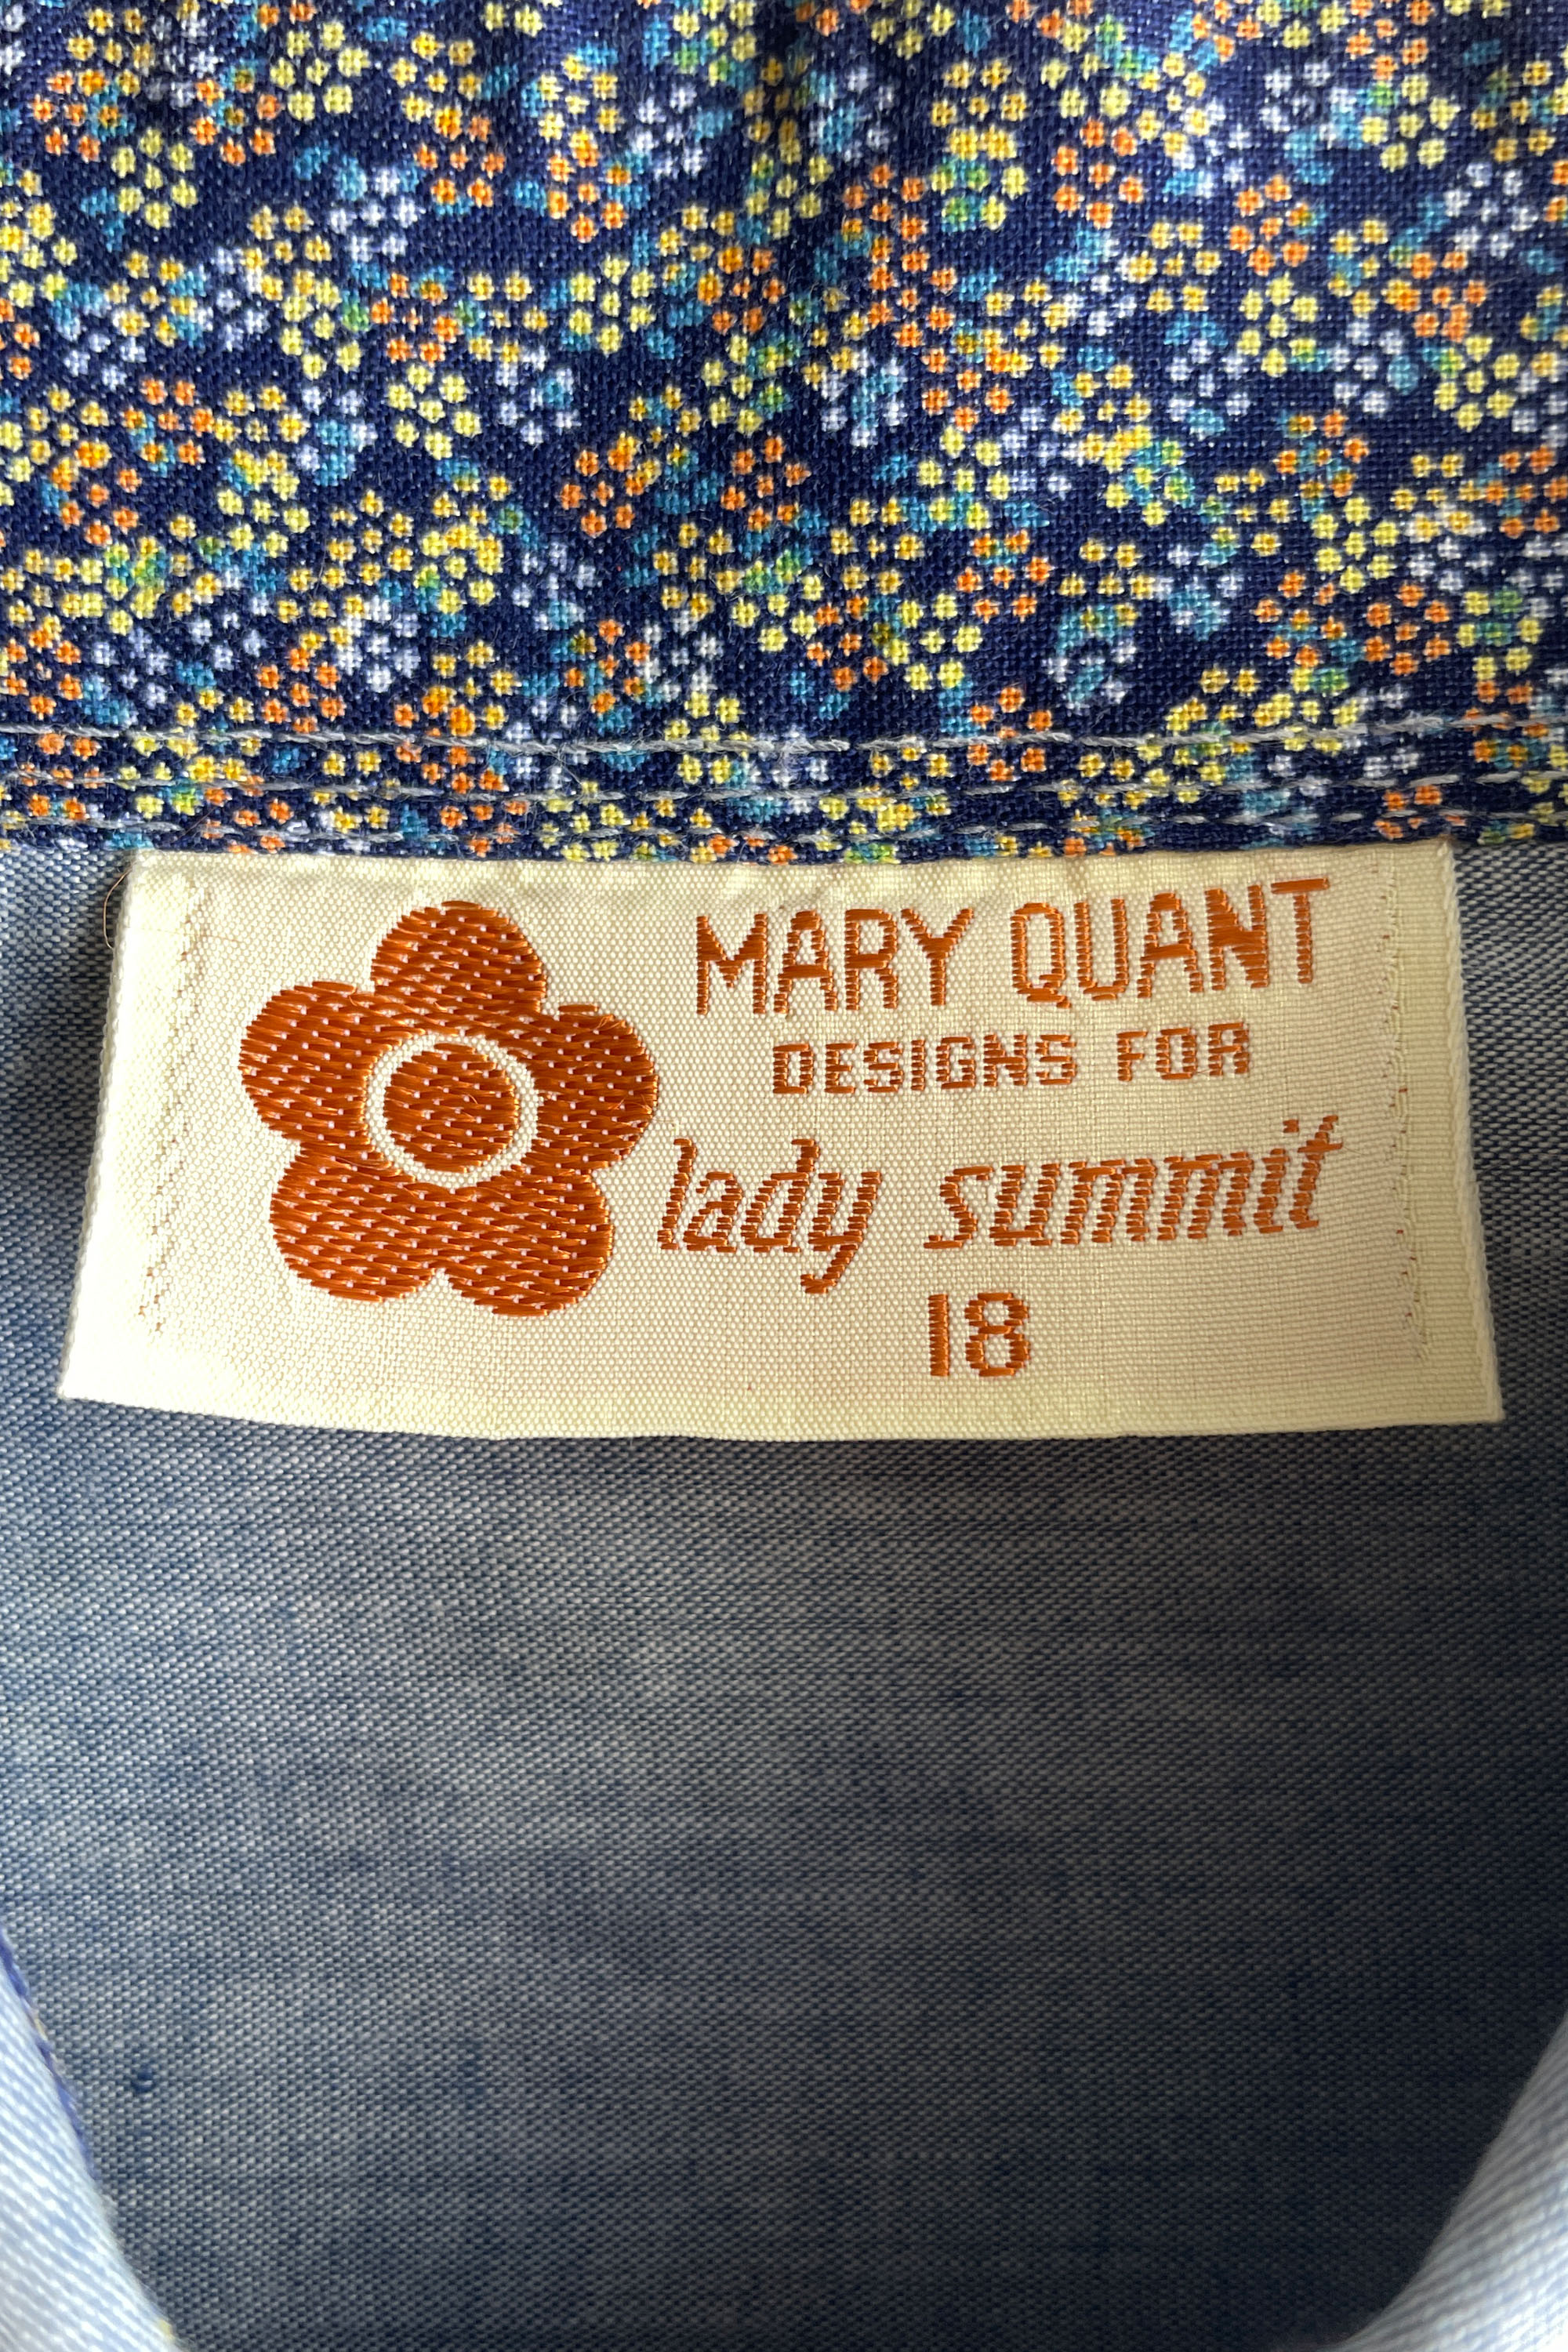 MARY QUANT
DESIGNS FOR
lady summit
18